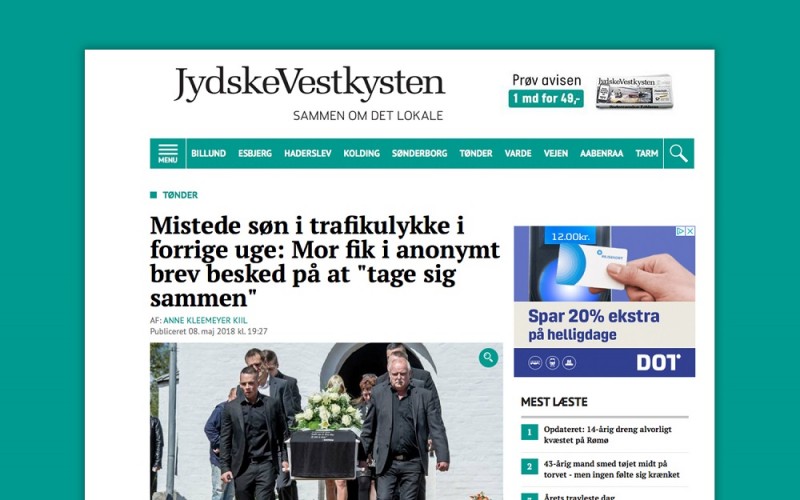 JydskeVestkysten
SAMMEN OM DET LOKALE
Prøv avisen
1 md for 49,-
JydskeVestkysten
MENU
BILLUND ESBJERG HADERSLEV KOLDING SØNDERBORG TØNDER VARDE VEJEN AABENRAA TARM
TØNDER
Mistede søn i trafikulykke i
forrige uge: Mor fik i anonymt
brev besked på at "tage sig
sammen"
AF: ANNE KLEEMEYER KIIL
Publiceret 08. maj 2018 kl. 19:27
12.00kr.
Spar 20% ekstra
på helligdage
DOT
MEST LÆSTE
1 Opdateret: 14-årig dreng alvorligt
kvæstet på Rømø
2 43-årig mand smed tøjet midt på
torvet - men ingen følte sig krænket
Årets travleste dag